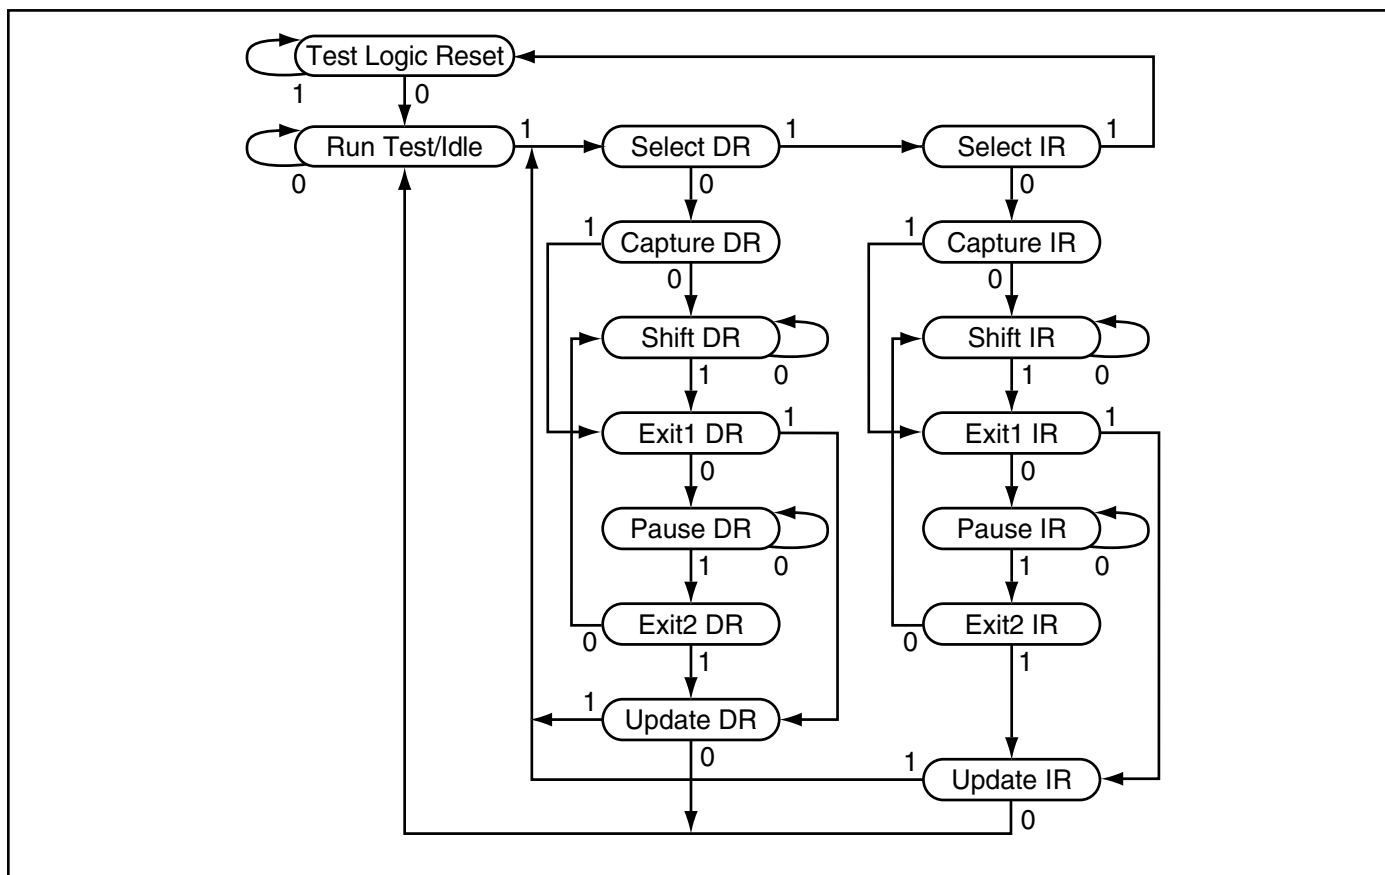 Test Logic Reset
1 0
Run Test/Idle 1 Select DR 1 Select IR 1
0 0 0
1 Capture DR 1 Capture IR
0 0
Shift DR Shift IR
1 0 1 0
Exit1 DR 1 Exit1 IR 1
0 0
Pause DR Pause IR
1 0 1 0
Exit2 DR Exit2 IR
0 1 0 1
1 Update DR
0
1 Update IR
0